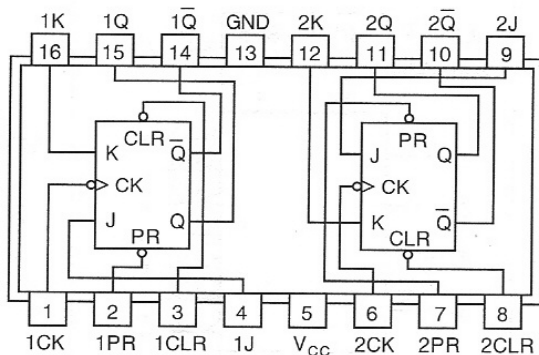 1K 1Q 1Q̅ GND 2K 2Q 2Q̅ 2J
16 15 14 13 12 11 10 9
CLR PR
K Q̅ J Q
CK CK
J Q K Q̅
PR CLR
1 2 3 4 5 6 7 8
1CK 1PR 1CLR 1J VCC 2CK 2PR 2CLR